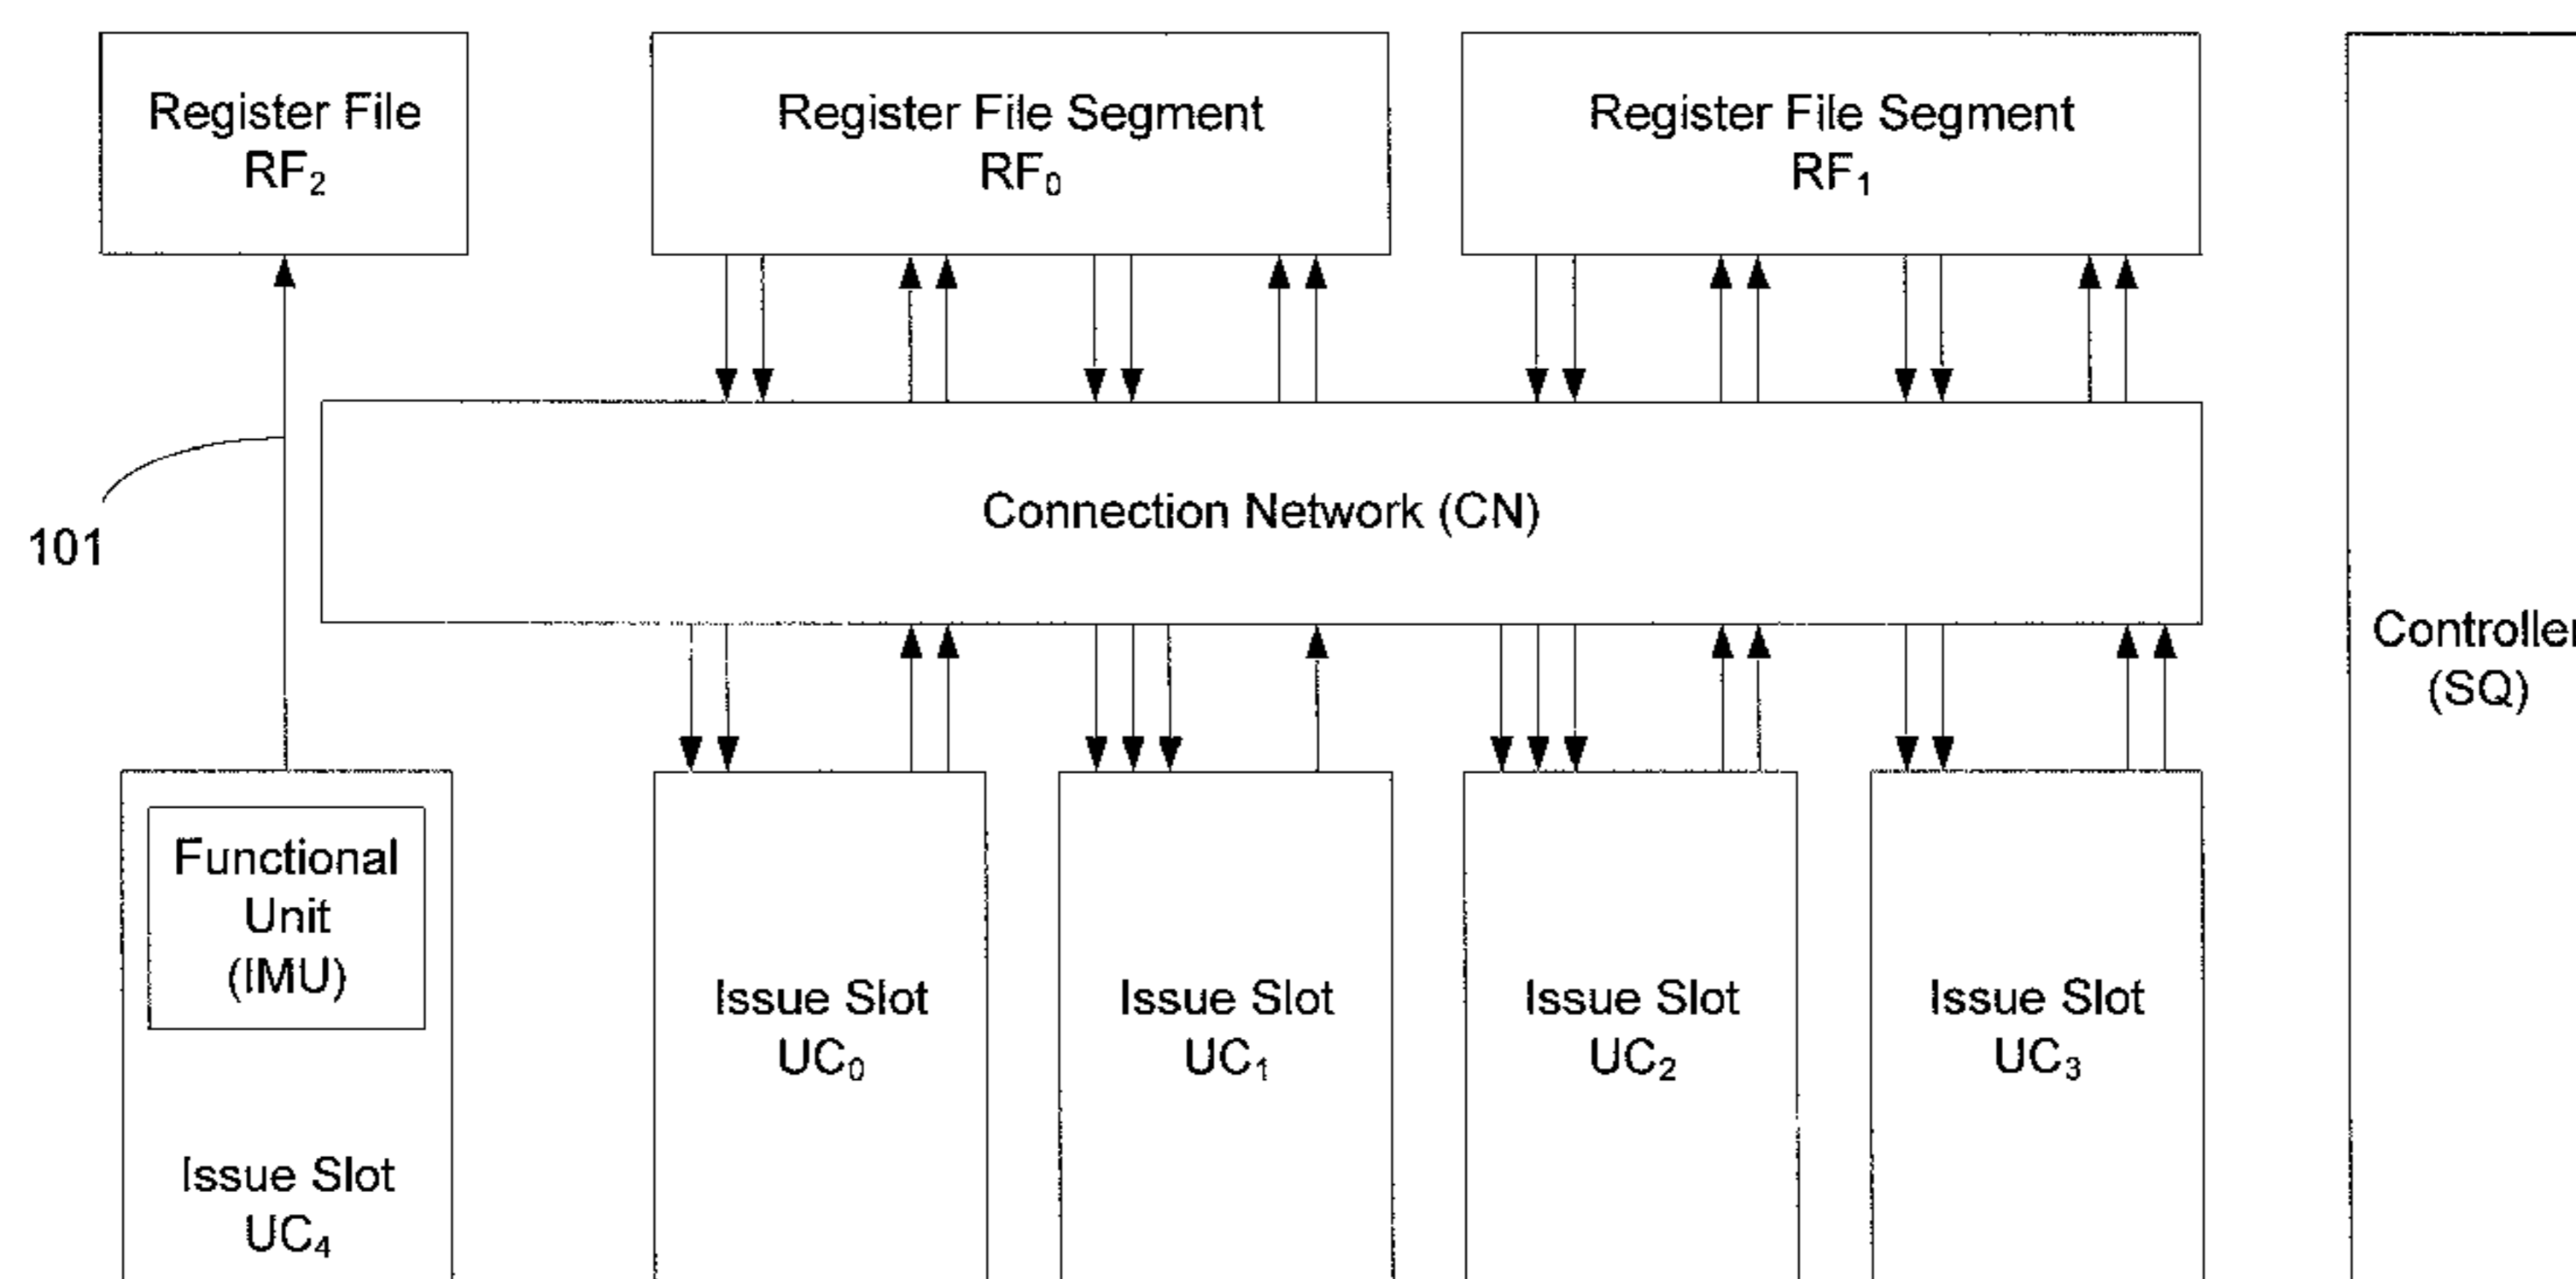 Register File
RF₂
Register File Segment
RF₀
Register File Segment
RF₁
Connection Network (CN)
101
Controller
(SQ)
Functional
Unit
(IMU)
Issue Slot
UC₄
Issue Slot
UC₀
Issue Slot
UC₁
Issue Slot
UC₂
Issue Slot
UC₃